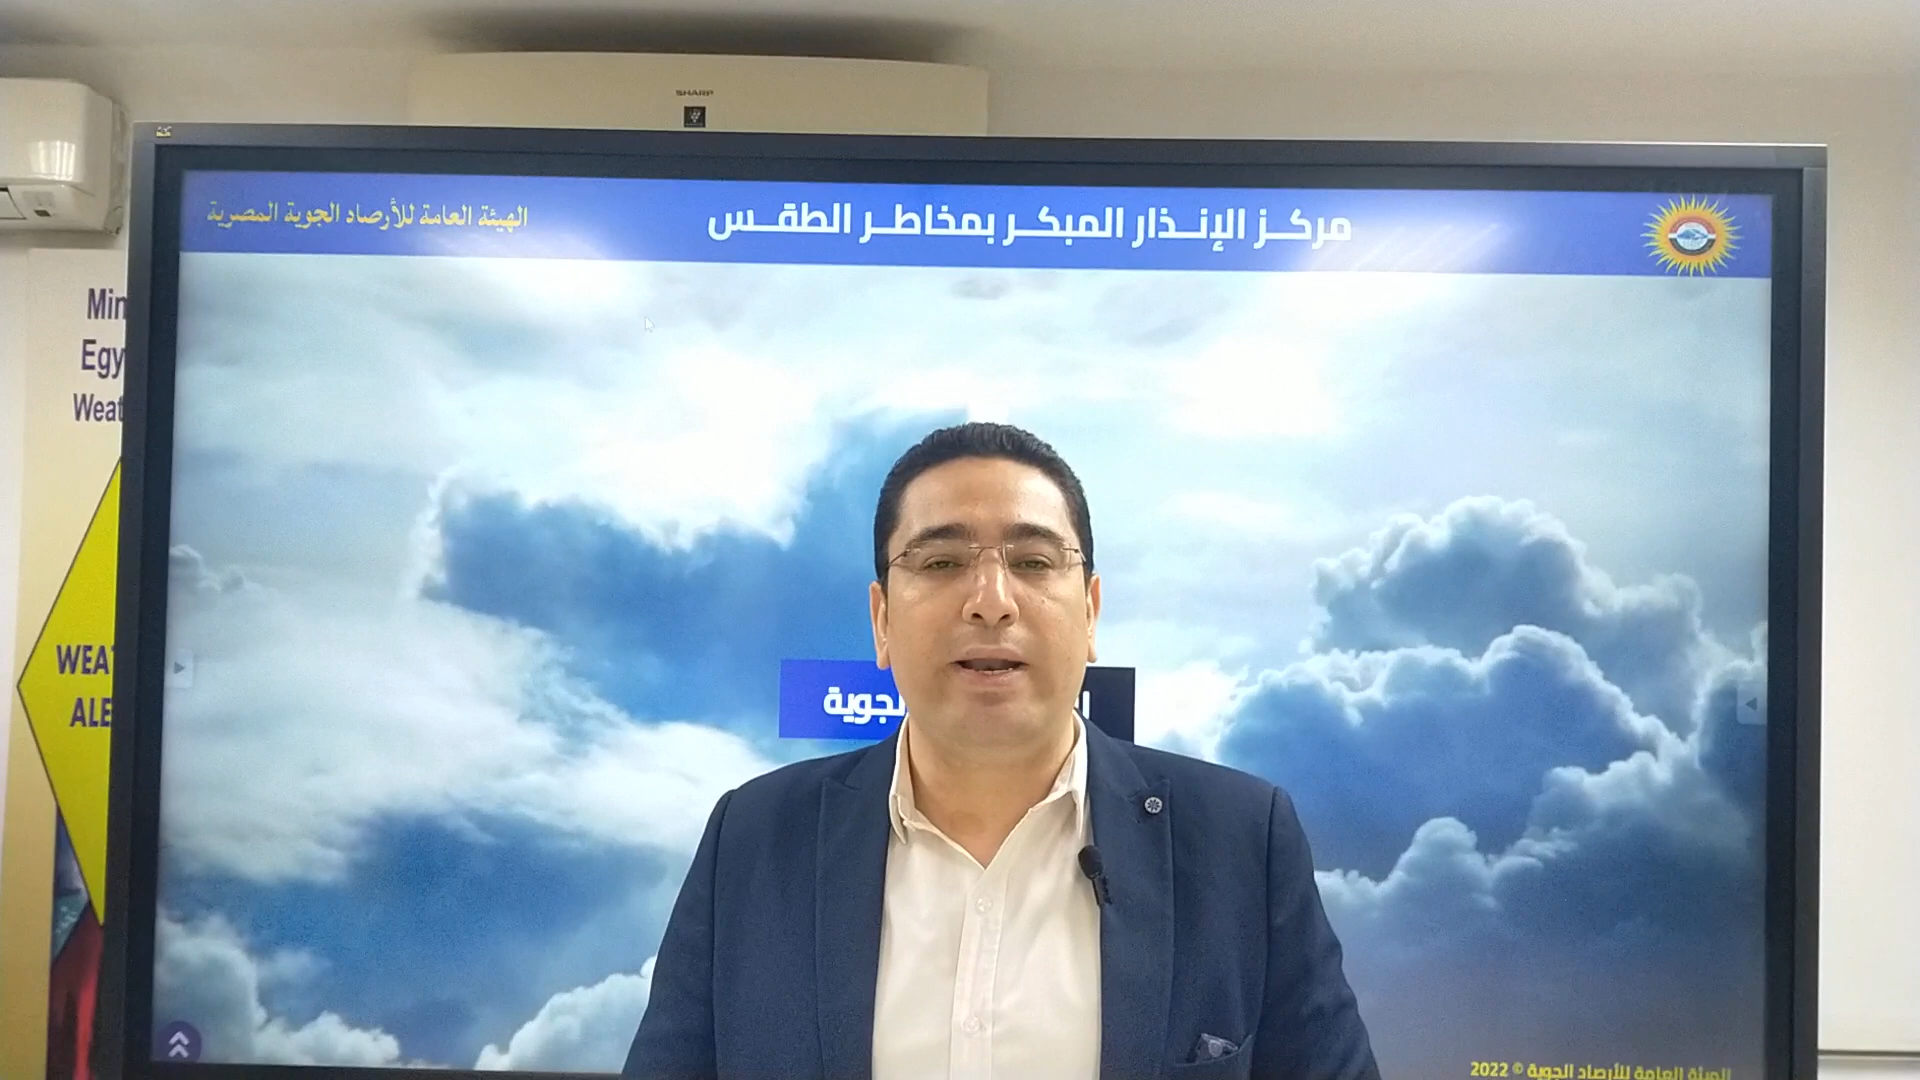 SHARP
مركز الإنذار المبكر بمخاطر الطقس
الهيئة العامة للأرصاد الجوية المصرية
Min
Egy
Weat
WEAT
ALE
الجوية
الهيئة العامة للأرصاد الجوية © 2022